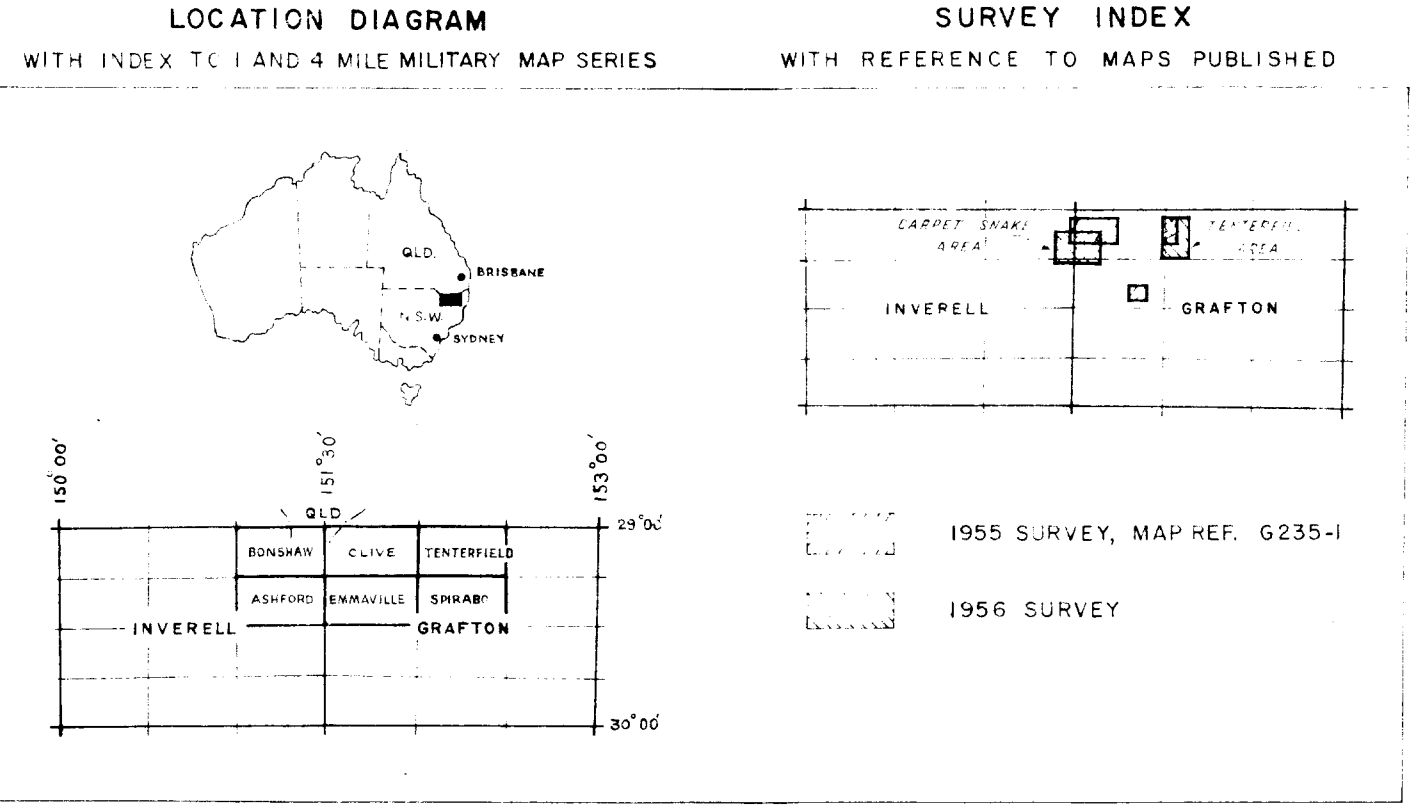 LOCATION DIAGRAM
WITH INDEX TO 1 AND 4 MILE MILITARY MAP SERIES
QLD.
BRISBANE
N.S.W.
SYDNEY
150°00'
151°30'
153°00'
QLD
29°00'
BONSHAW CLIVE TENTERFIELD
ASHFORD EMMAVILLE SPIRABO
INVERELL GRAFTON
30°00'
SURVEY INDEX
WITH REFERENCE TO MAPS PUBLISHED
CARPET SNAKE
AREA
TENTERFIELD
AREA
INVERELL GRAFTON
1955 SURVEY, MAP REF. G235-1
1956 SURVEY